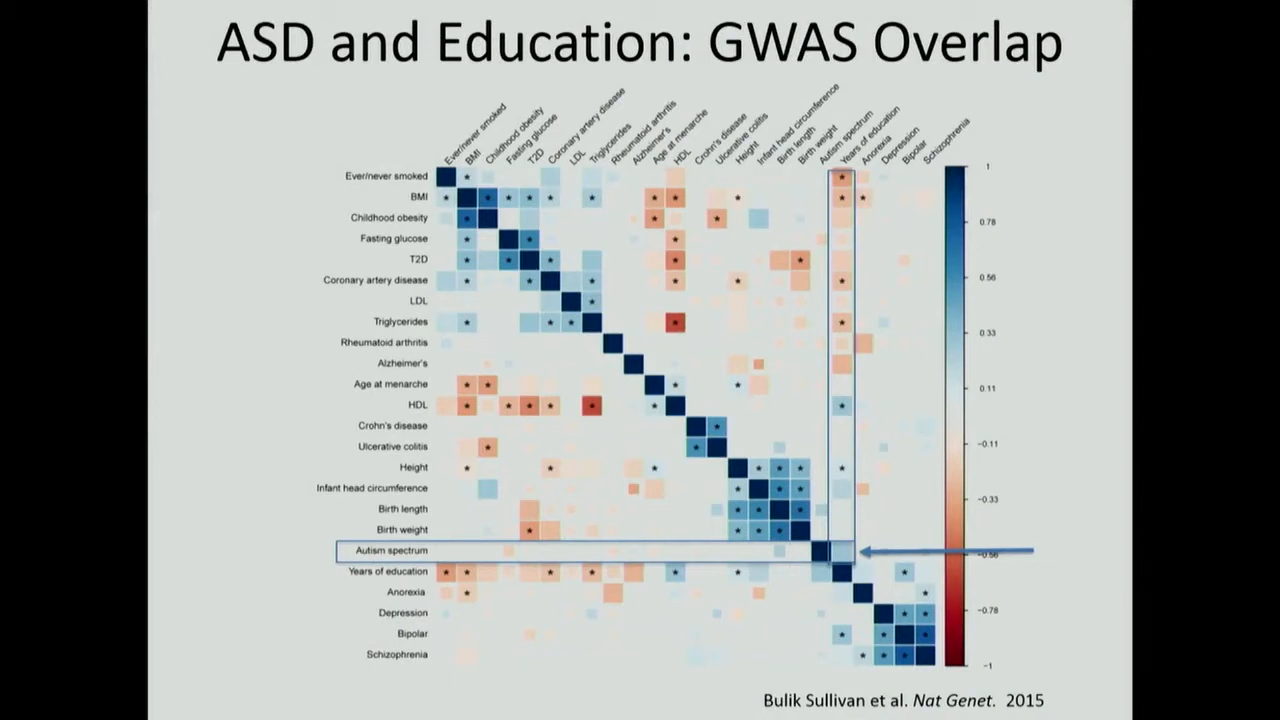 ASD and Education: GWAS Overlap
Ever/never smoked
BMI
Childhood obesity
Fasting glucose
T2D
Coronary artery disease
LDL
Triglycerides
Rheumatoid arthritis
Alzheimer's
Age at menarche
HDL
Crohn's disease
Ulcerative colitis
Height
Infant head circumference
Birth length
Birth weight
Autism spectrum
Years of education
Anorexia
Depression
Bipolar
Schizophrenia
Ever/never smoked
BMI
Childhood obesity
Fasting glucose
T2D
Coronary artery disease
LDL
Triglycerides
Rheumatoid arthritis
Alzheimer's
Age at menarche
HDL
Crohn's disease
Ulcerative colitis
Height
Infant head circumference
Birth length
Birth weight
Autism spectrum
Years of education
Anorexia
Depression
Bipolar
Schizophrenia
1
0.78
0.56
0.33
0.11
−0.11
−0.33
−0.56
−0.78
−1
Bulik Sullivan et al. Nat Genet. 2015